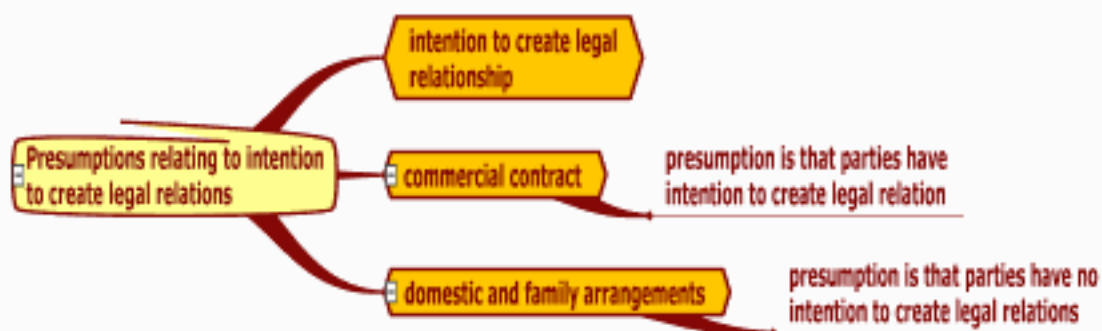 intention to create legal
relationship
Presumptions relating to intention
to create legal relations
commercial contract
presumption is that parties have
intention to create legal relation
domestic and family arrangements
presumption is that parties have no
intention to create legal relations